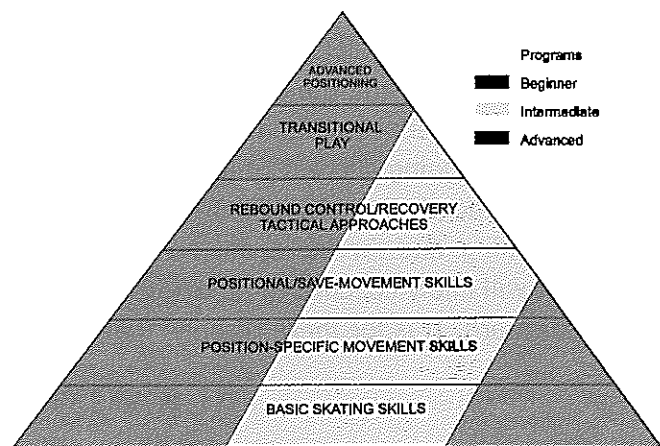 ADVANCED
POSITIONING
TRANSITIONAL
PLAY
REBOUND CONTROL/RECOVERY
TACTICAL APPROACHES
POSITIONAL/SAVE-MOVEMENT SKILLS
POSITION-SPECIFIC MOVEMENT SKILLS
BASIC SKATING SKILLS
Programs
Beginner
Intermediate
Advanced